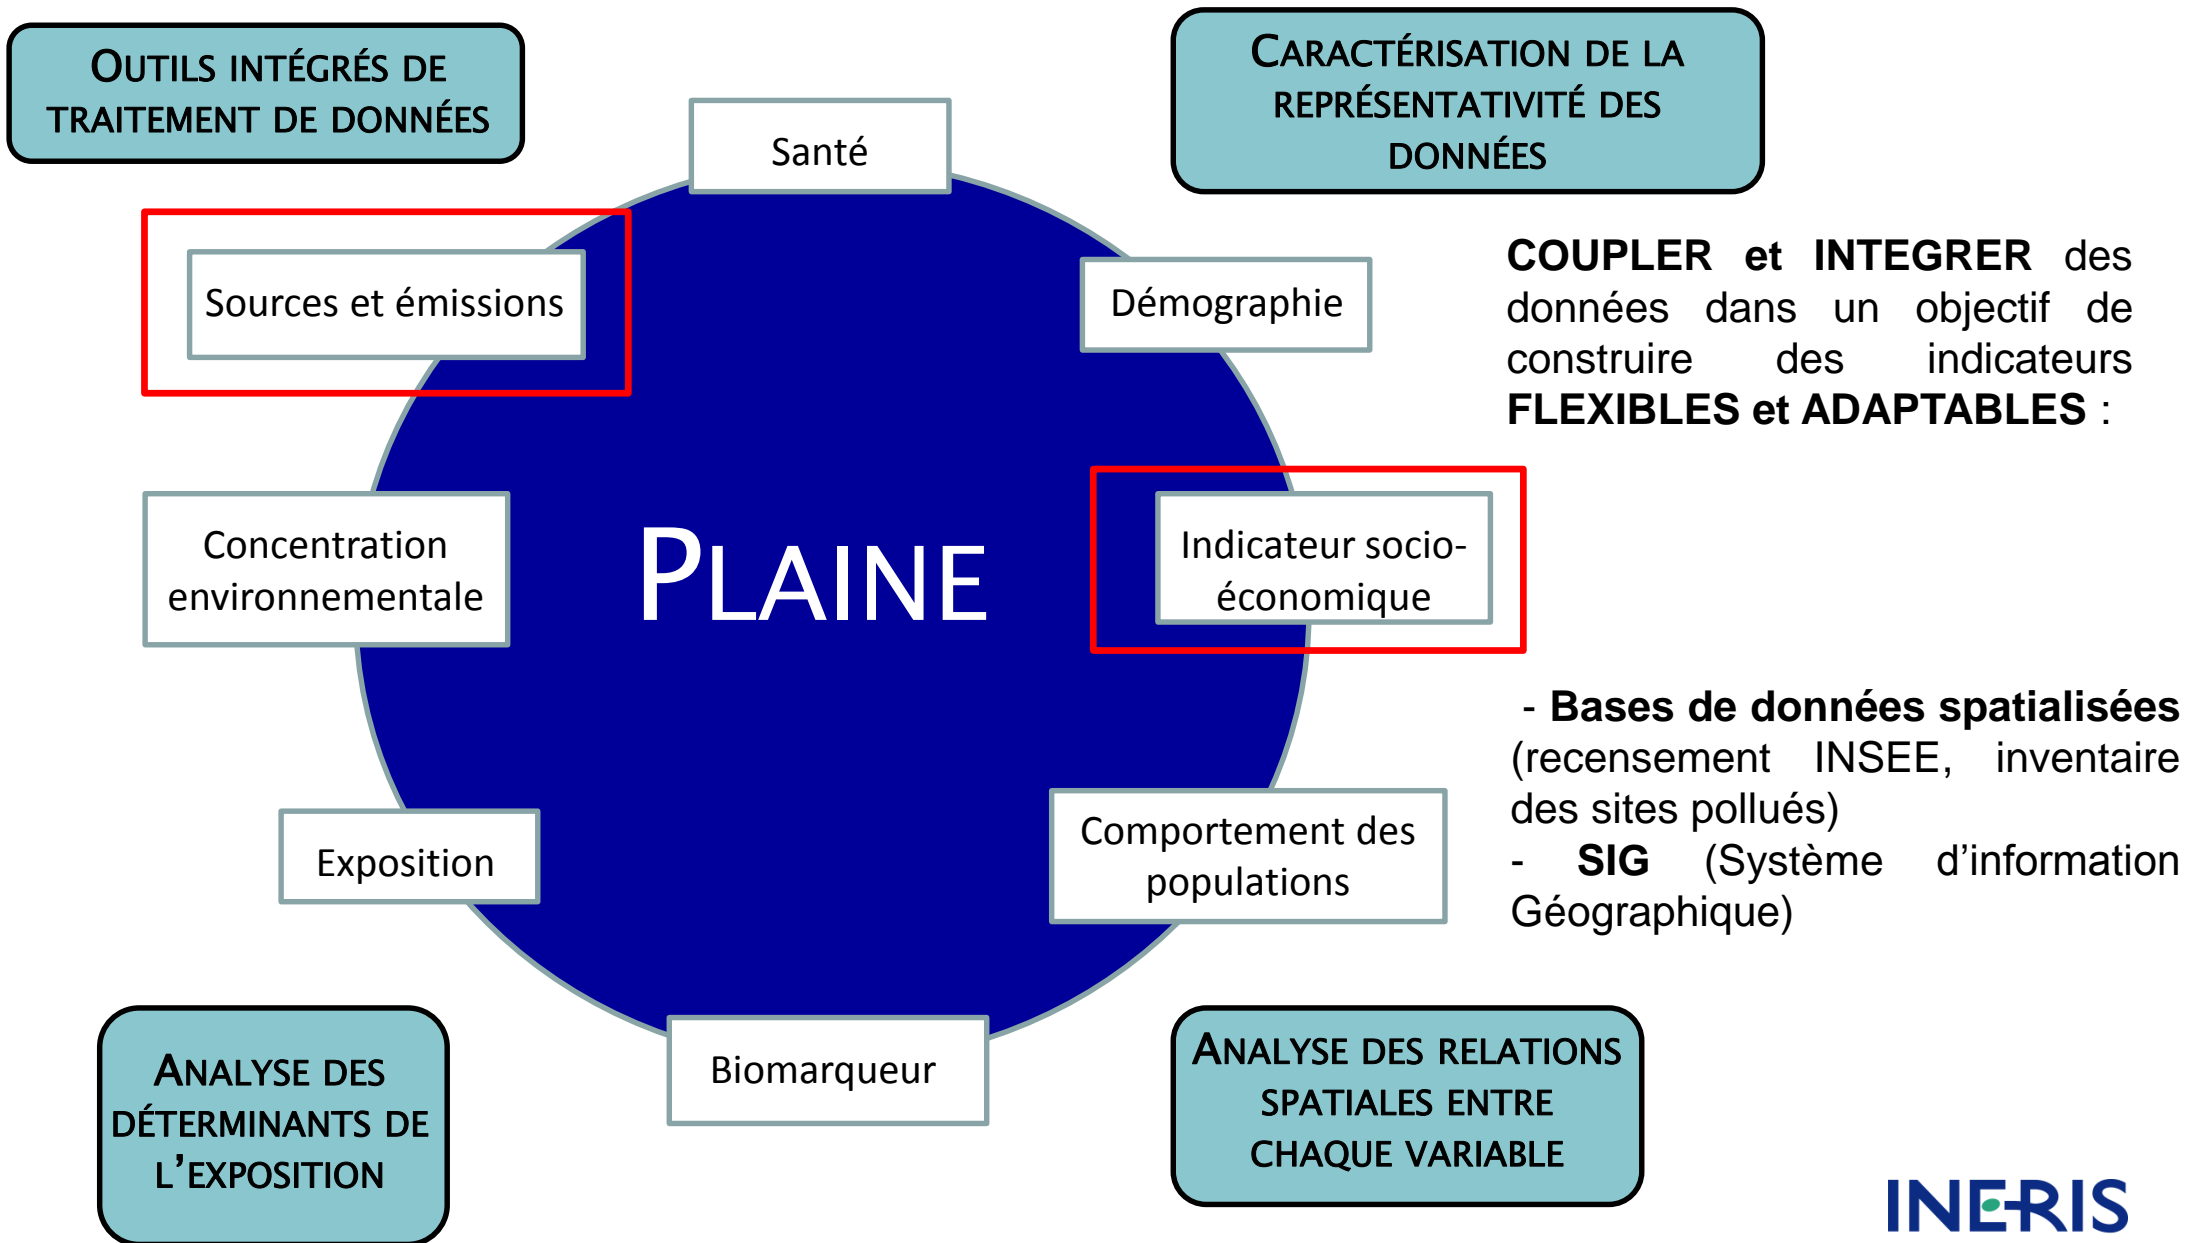 OUTILS INTÉGRÉS DE
TRAITEMENT DE DONNÉES
CARACTÉRISATION DE LA
REPRÉSENTATIVITÉ DES
DONNÉES
Santé
Sources et émissions
Démographie
COUPLER et INTEGRER des
données dans un objectif de
construire des indicateurs
FLEXIBLES et ADAPTABLES :
Concentration
environnementale
PLAINE
Indicateur socio-
économique
- Bases de données spatialisées
(recensement INSEE, inventaire
des sites pollués)
- SIG (Système d’information
Géographique)
Exposition
Comportement des
populations
Biomarqueur
ANALYSE DES
DÉTERMINANTS DE
L’EXPOSITION
ANALYSE DES RELATIONS
SPATIALES ENTRE
CHAQUE VARIABLE
INERIS